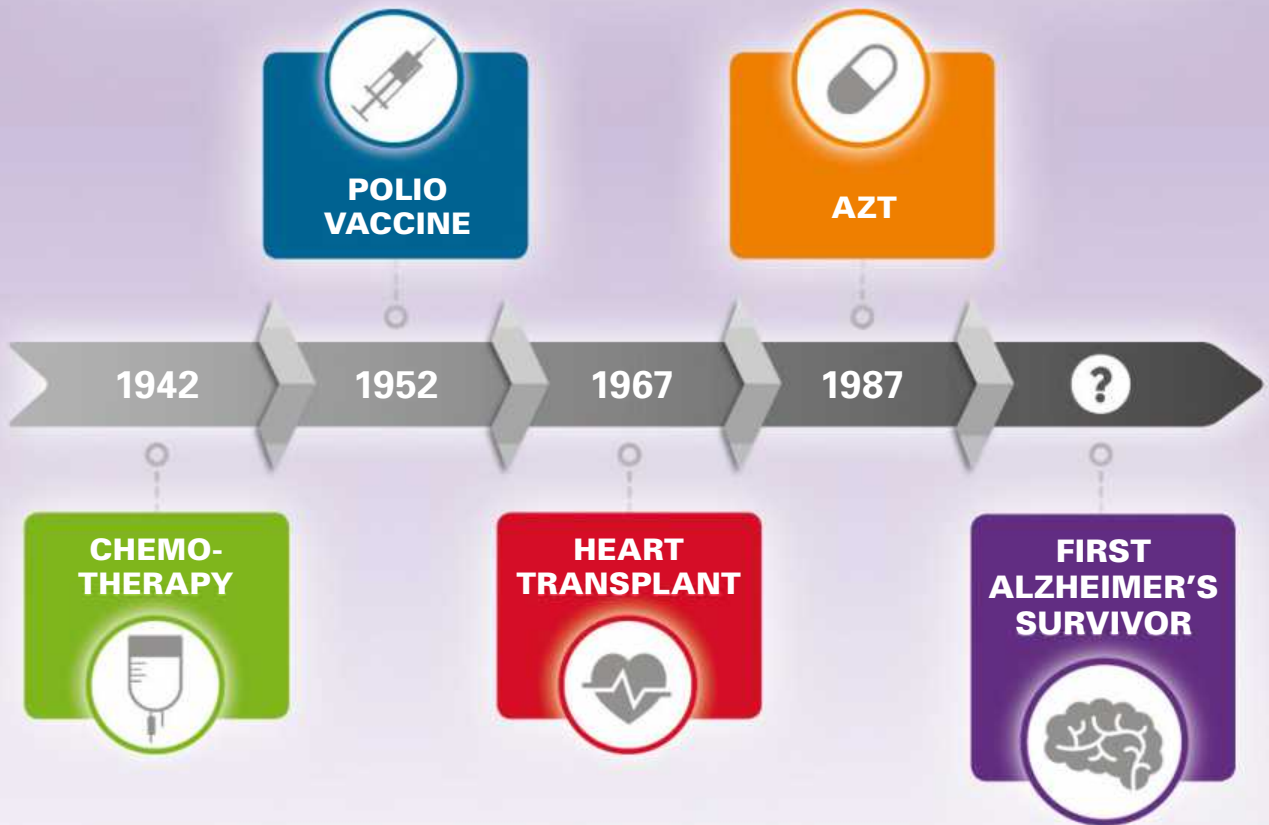 POLIO
VACCINE
AZT
1942
1952
1967
1987
?
CHEMO-
THERAPY
HEART
TRANSPLANT
FIRST
ALZHEIMER'S
SURVIVOR